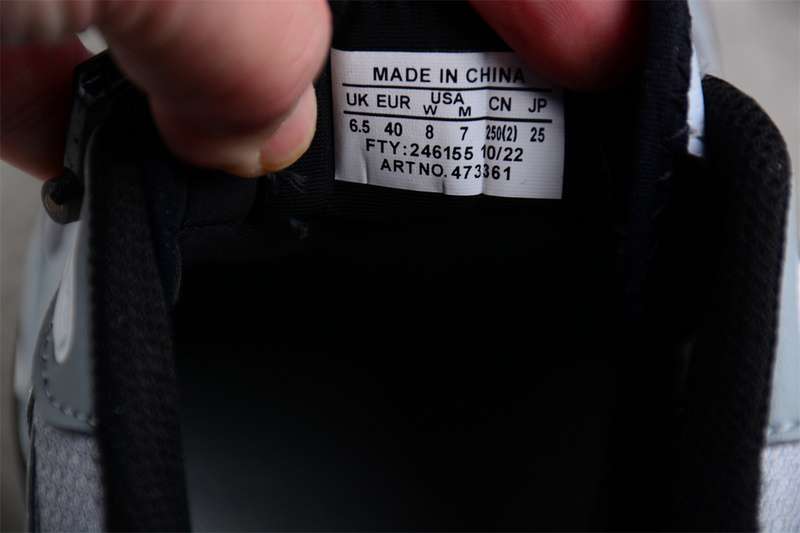 MADE IN CHINA
UK EUR USA CN JP
W M
6.5 40 8 7 250(2) 25
FTY:246155 10/22
ART NO. 473361